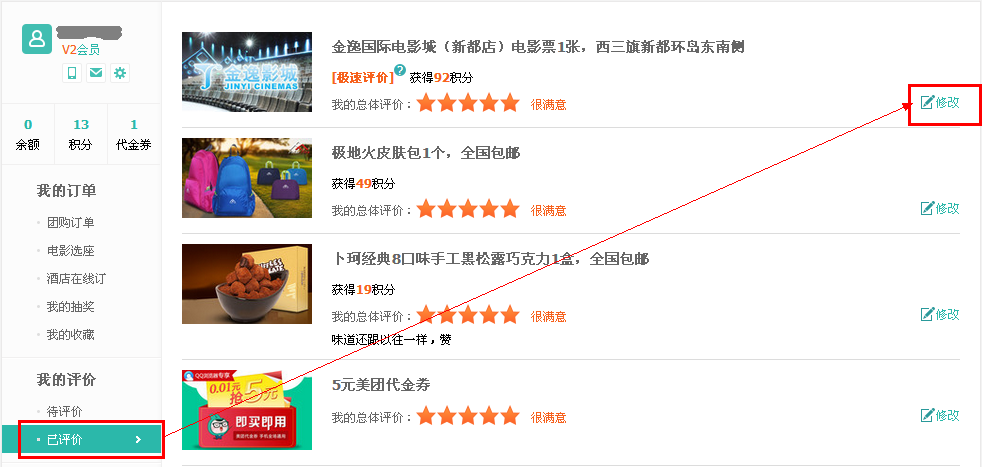 V2会员
0
余额
13
积分
1
代金券
我的订单
团购订单
电影选座
酒店在线订
我的抽奖
我的收藏
我的评价
待评价
已评价
金逸影城
JINYI CINEMAS
金逸国际电影城（新都店）电影票1张，西三旗新都环岛东南侧
[极速评价]? 获得92积分
我的总体评价： 很满意
修改
极地火皮肤包1个，全国包邮
获得49积分
我的总体评价： 很满意
修改
卜珂经典8口味手工黑松露巧克力1盒，全国包邮
获得19积分
我的总体评价： 很满意
修改
味道还跟以往一样，赞
QQ浏览器专享
0.01元
抢5元
即买即用
5元美团代金券
我的总体评价： 很满意
修改